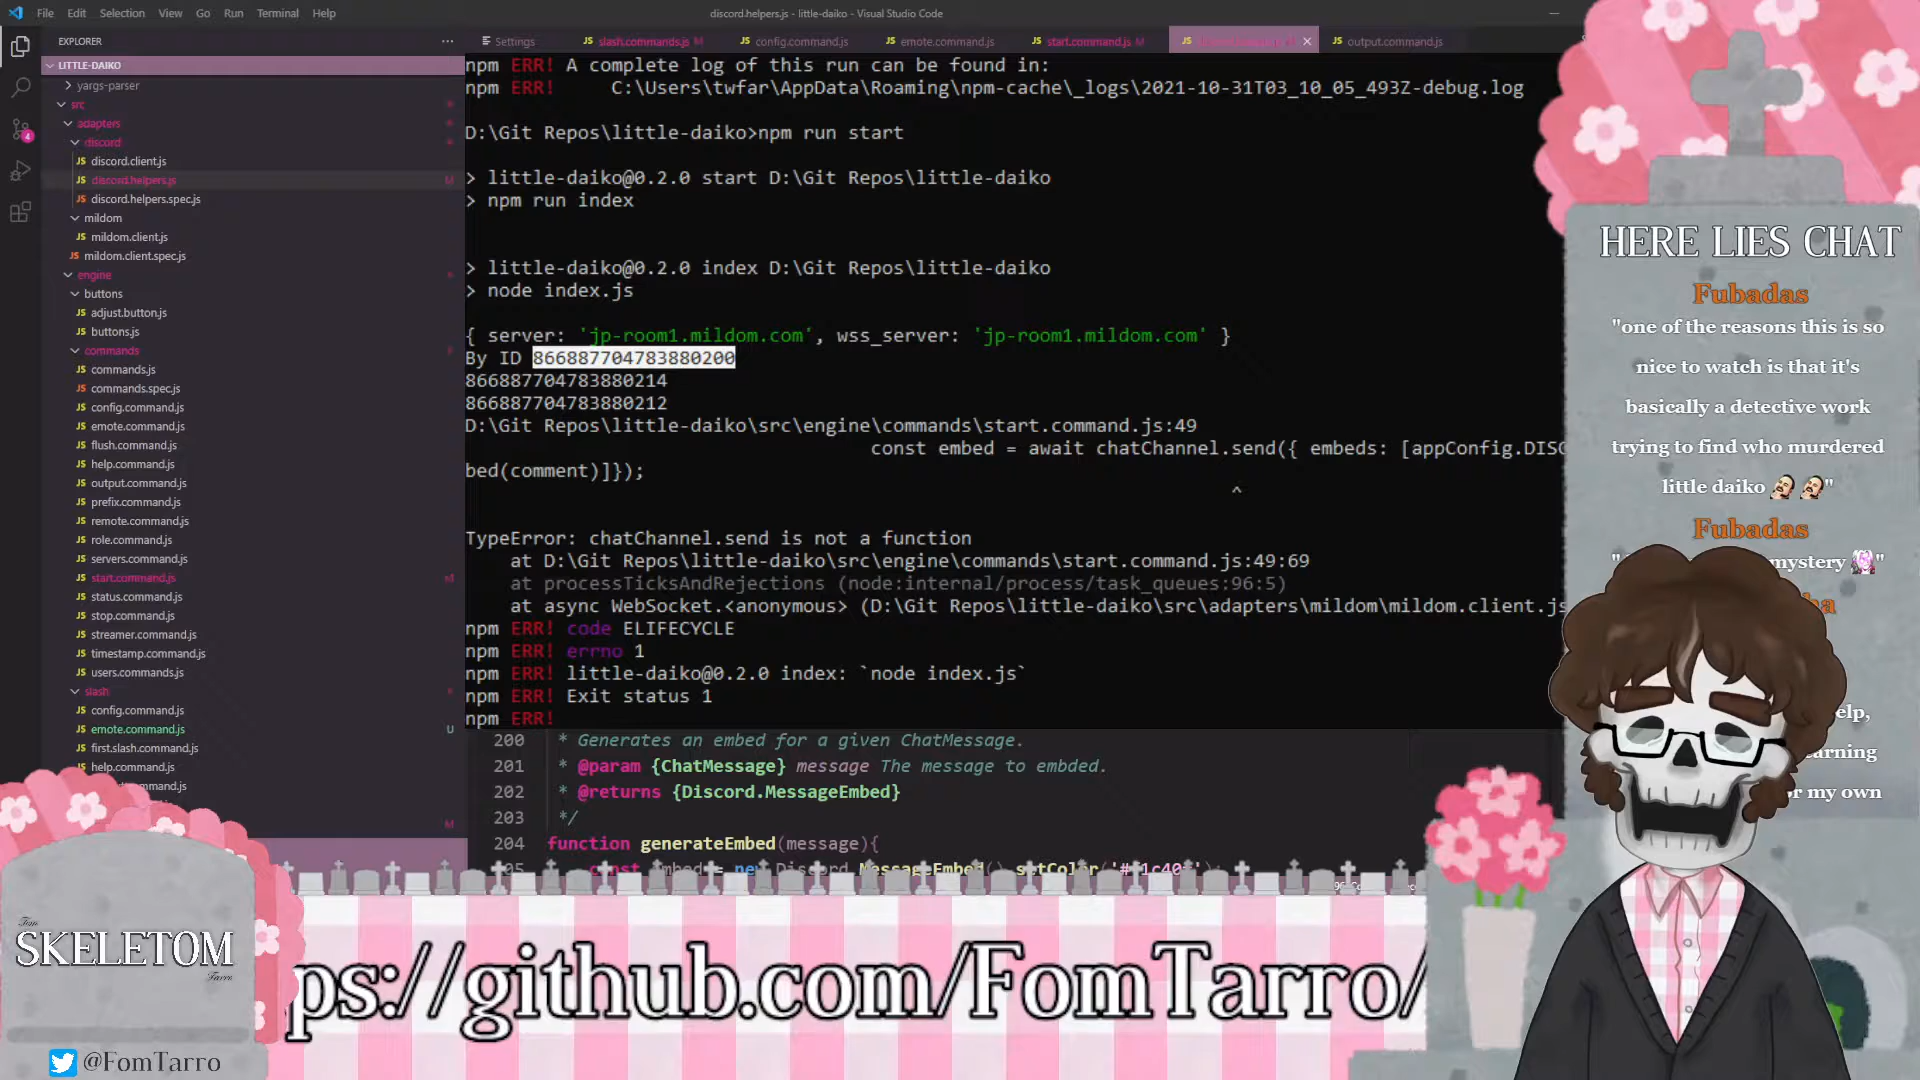 File Edit Selection View Go Run Terminal Help
discord.helpers.js - little-daiko - Visual Studio Code
EXPLORER
Settings
slash.commands.js M
config.command.js
emote.command.js
start.command.js M
output.command.js
LITTLE-DAIKO
yargs-parser
src
adapters
discord
discord.client.js
discord.helpers.js M
discord.helpers.spec.js
mildom
mildom.client.js
mildom.client.spec.js
engine
buttons
adjust.button.js
buttons.js
commands
commands.js
commands.spec.js
config.command.js
emote.command.js
flush.command.js
help.command.js
output.command.js
prefix.command.js
remote.command.js
role.command.js
servers.command.js
start.command.js M
status.command.js
stop.command.js
streamer.command.js
timestamp.command.js
users.commands.js
slash
config.command.js
emote.command.js U
first.slash.command.js
help.command.js
M
4
npm ERR! A complete log of this run can be found in:
npm ERR!     C:\Users\twfar\AppData\Roaming\npm-cache\_logs\2021-10-31T03_10_05_493Z-debug.log
D:\Git Repos\little-daiko>npm run start
> little-daiko@0.2.0 start D:\Git Repos\little-daiko
> npm run index
> little-daiko@0.2.0 index D:\Git Repos\little-daiko
> node index.js
{ server: 'jp-room1.mildom.com', wss_server: 'jp-room1.mildom.com' }
By ID 866887704783880200
866887704783880214
866887704783880212
D:\Git Repos\little-daiko\src\engine\commands\start.command.js:49
const embed = await chatChannel.send({ embeds: [appConfig.DISC
bed(comment)]});
^
TypeError: chatChannel.send is not a function
at D:\Git Repos\little-daiko\src\engine\commands\start.command.js:49:69
at processTicksAndRejections (node:internal/process/task_queues:96:5)
at async WebSocket.<anonymous> (D:\Git Repos\little-daiko\src\adapters\mildom\mildom.client.js
npm ERR! code ELIFECYCLE
npm ERR! errno 1
npm ERR! little-daiko@0.2.0 index: `node index.js`
npm ERR! Exit status 1
npm ERR!
200 * Generates an embed for a given ChatMessage.
201 * @param {ChatMessage} message The message to embded.
202 * @returns {Discord.MessageEmbed}
203 */
204 function generateEmbed(message){
HERE LIES CHAT
Fubadas
"one of the reasons this is so
nice to watch is that it's
basically a detective work
trying to find who murdered
little daiko "
Fubadas
mystery "
elp,
arning
r my own
Tom
SKELETOM
Tarro
@FomTarro
ps://github.com/FomTarro/